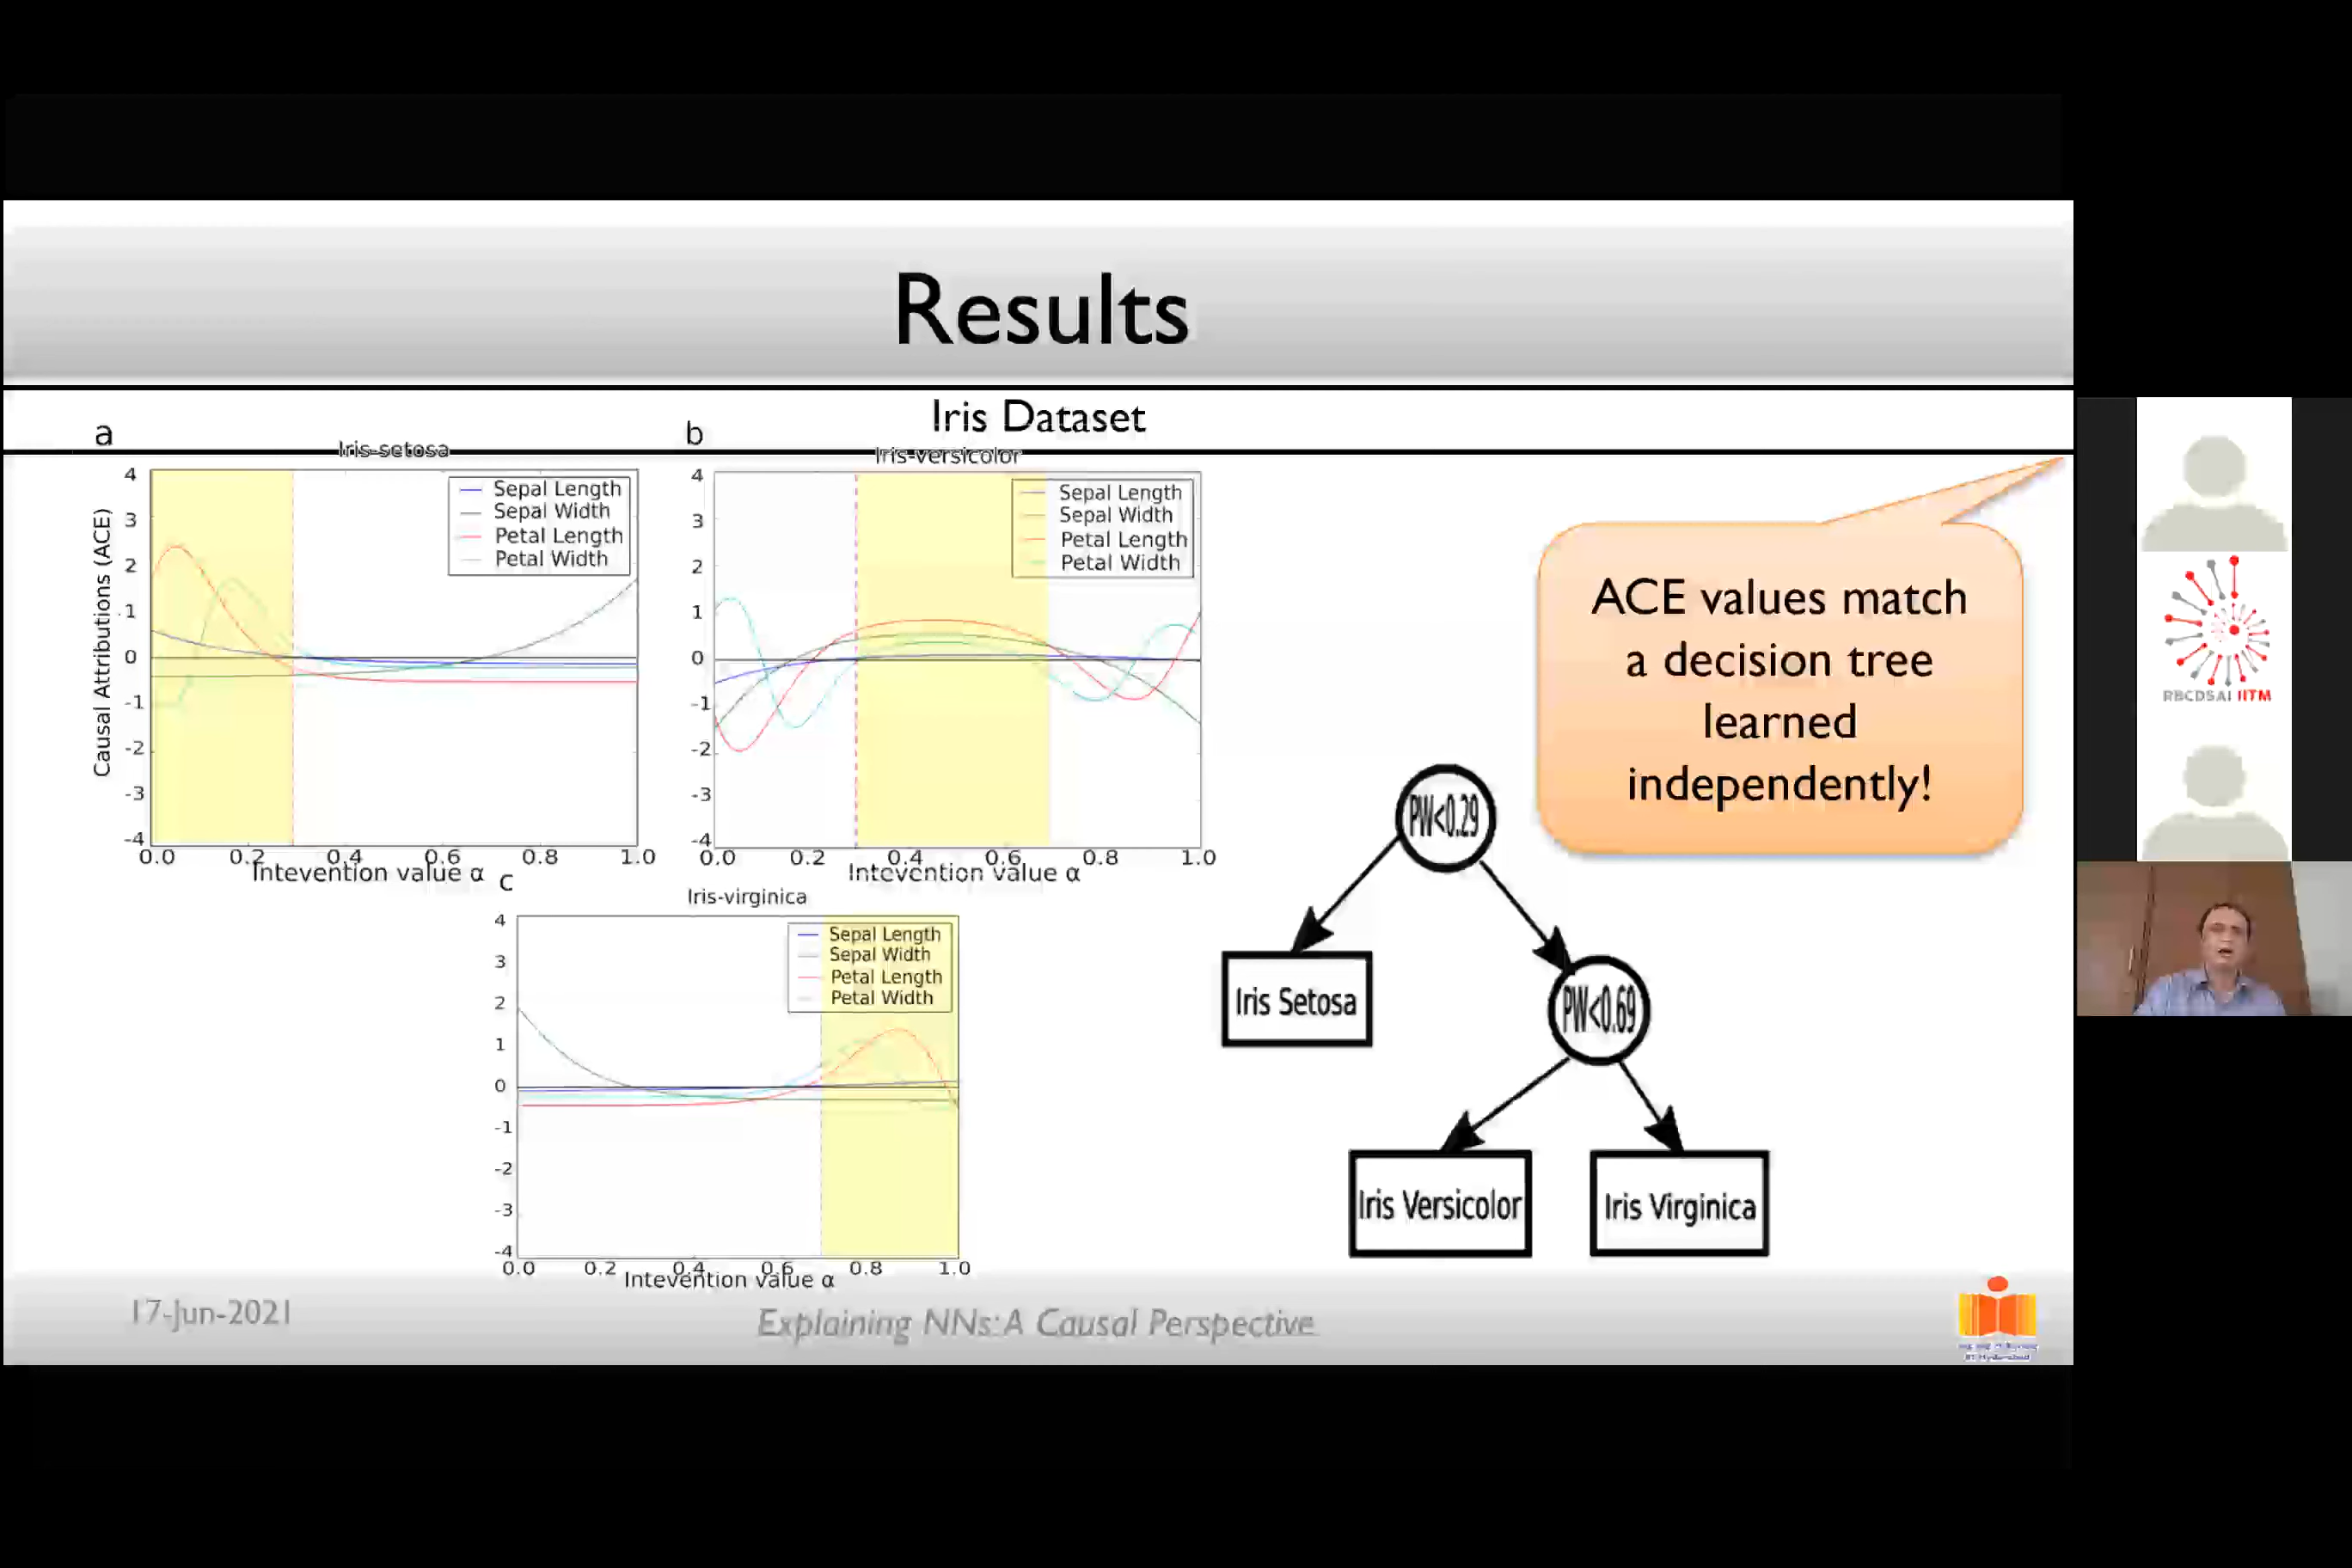 Results
Iris Dataset
a
Iris-setosa
4
3
2
1
0
-1
-2
-3
-4
Causal Attributions (ACE)
Sepal Length
Sepal Width
Petal Length
Petal Width
0.0 0.2 0.4 0.6 0.8 1.0
Intevention value α
b
Iris-versicolor
4
3
2
1
0
-1
-2
-3
-4
Sepal Length
Sepal Width
Petal Length
Petal Width
0.0 0.2 0.4 0.6 0.8 1.0
Intevention value α
c
Iris-virginica
4
3
2
1
0
-1
-2
-3
-4
Sepal Length
Sepal Width
Petal Length
Petal Width
0.0 0.2 0.4 0.6 0.8 1.0
Intevention value α
ACE values match
a decision tree
learned
independently!
PW<0.29
Iris Setosa
PW<0.69
Iris Versicolor
Iris Virginica
17-Jun-2021
Explaining NNs: A Causal Perspective
RBCDSAI IITM